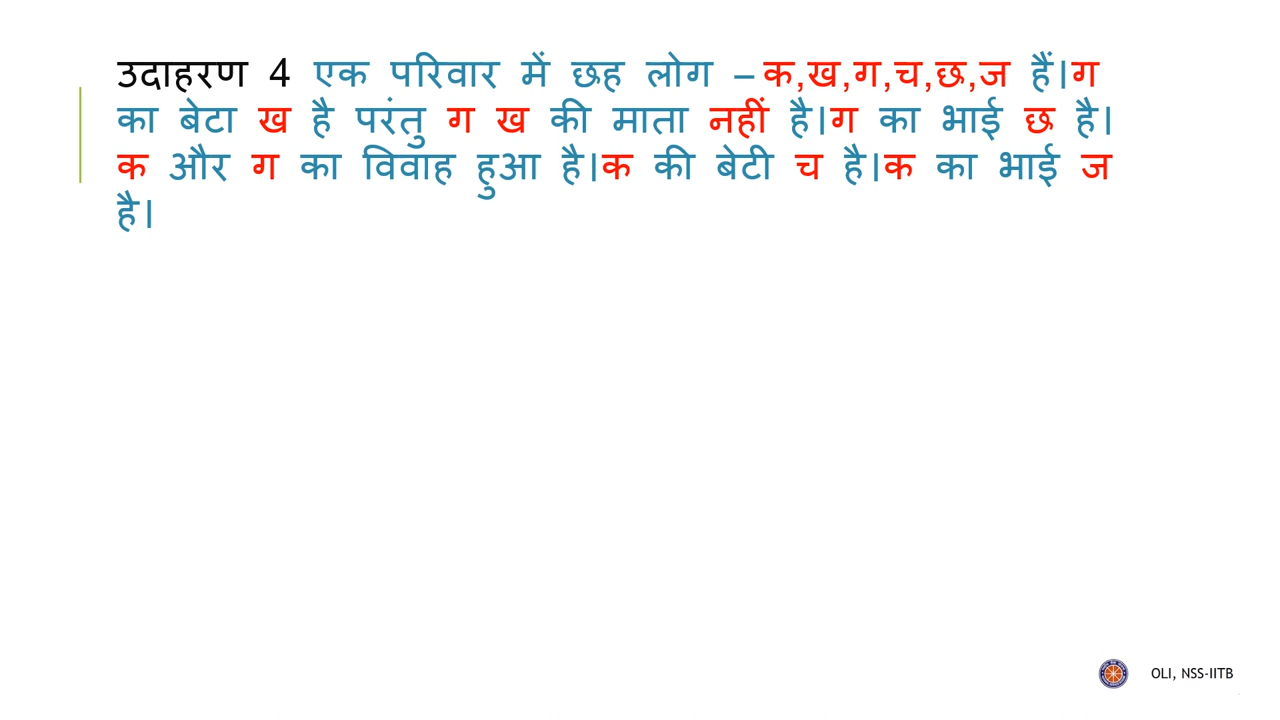 उदाहरण 4 एक परिवार में छह लोग – क,ख,ग,च,छ,ज हैं।ग
का बेटा ख है परंतु ग ख की माता नहीं है।ग का भाई छ है।
क और ग का विवाह हुआ है।क की बेटी च है।क का भाई ज
है।
OLI, NSS-IITB